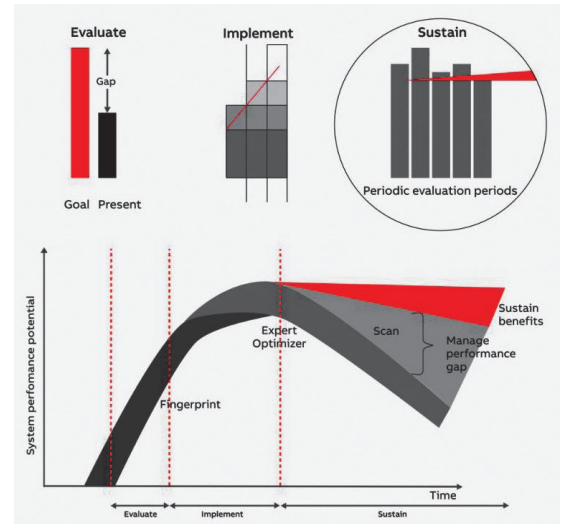 Evaluate
Implement
Sustain
Gap
Goal Present
Periodic evaluation periods
System perfomance potential
Fingerprint
Expert
Optimizer
Scan
Manage
performance
gap
Sustain
benefits
Time
Evaluate
Implement
Sustain